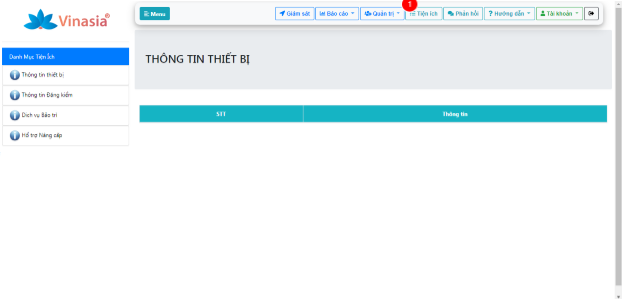 Vinasia®
Menu
Giám sát
Báo cáo
Quản trị
1
Tiện ích
Phản hồi
? Hướng dẫn
Tài khoản
Danh Mục Tiện Ích
Thông tin thiết bị
Thông tin Đăng kiểm
Dịch vụ Bảo trì
Hỗ trợ Nâng cấp
THÔNG TIN THIẾT BỊ
STT
Thông tin